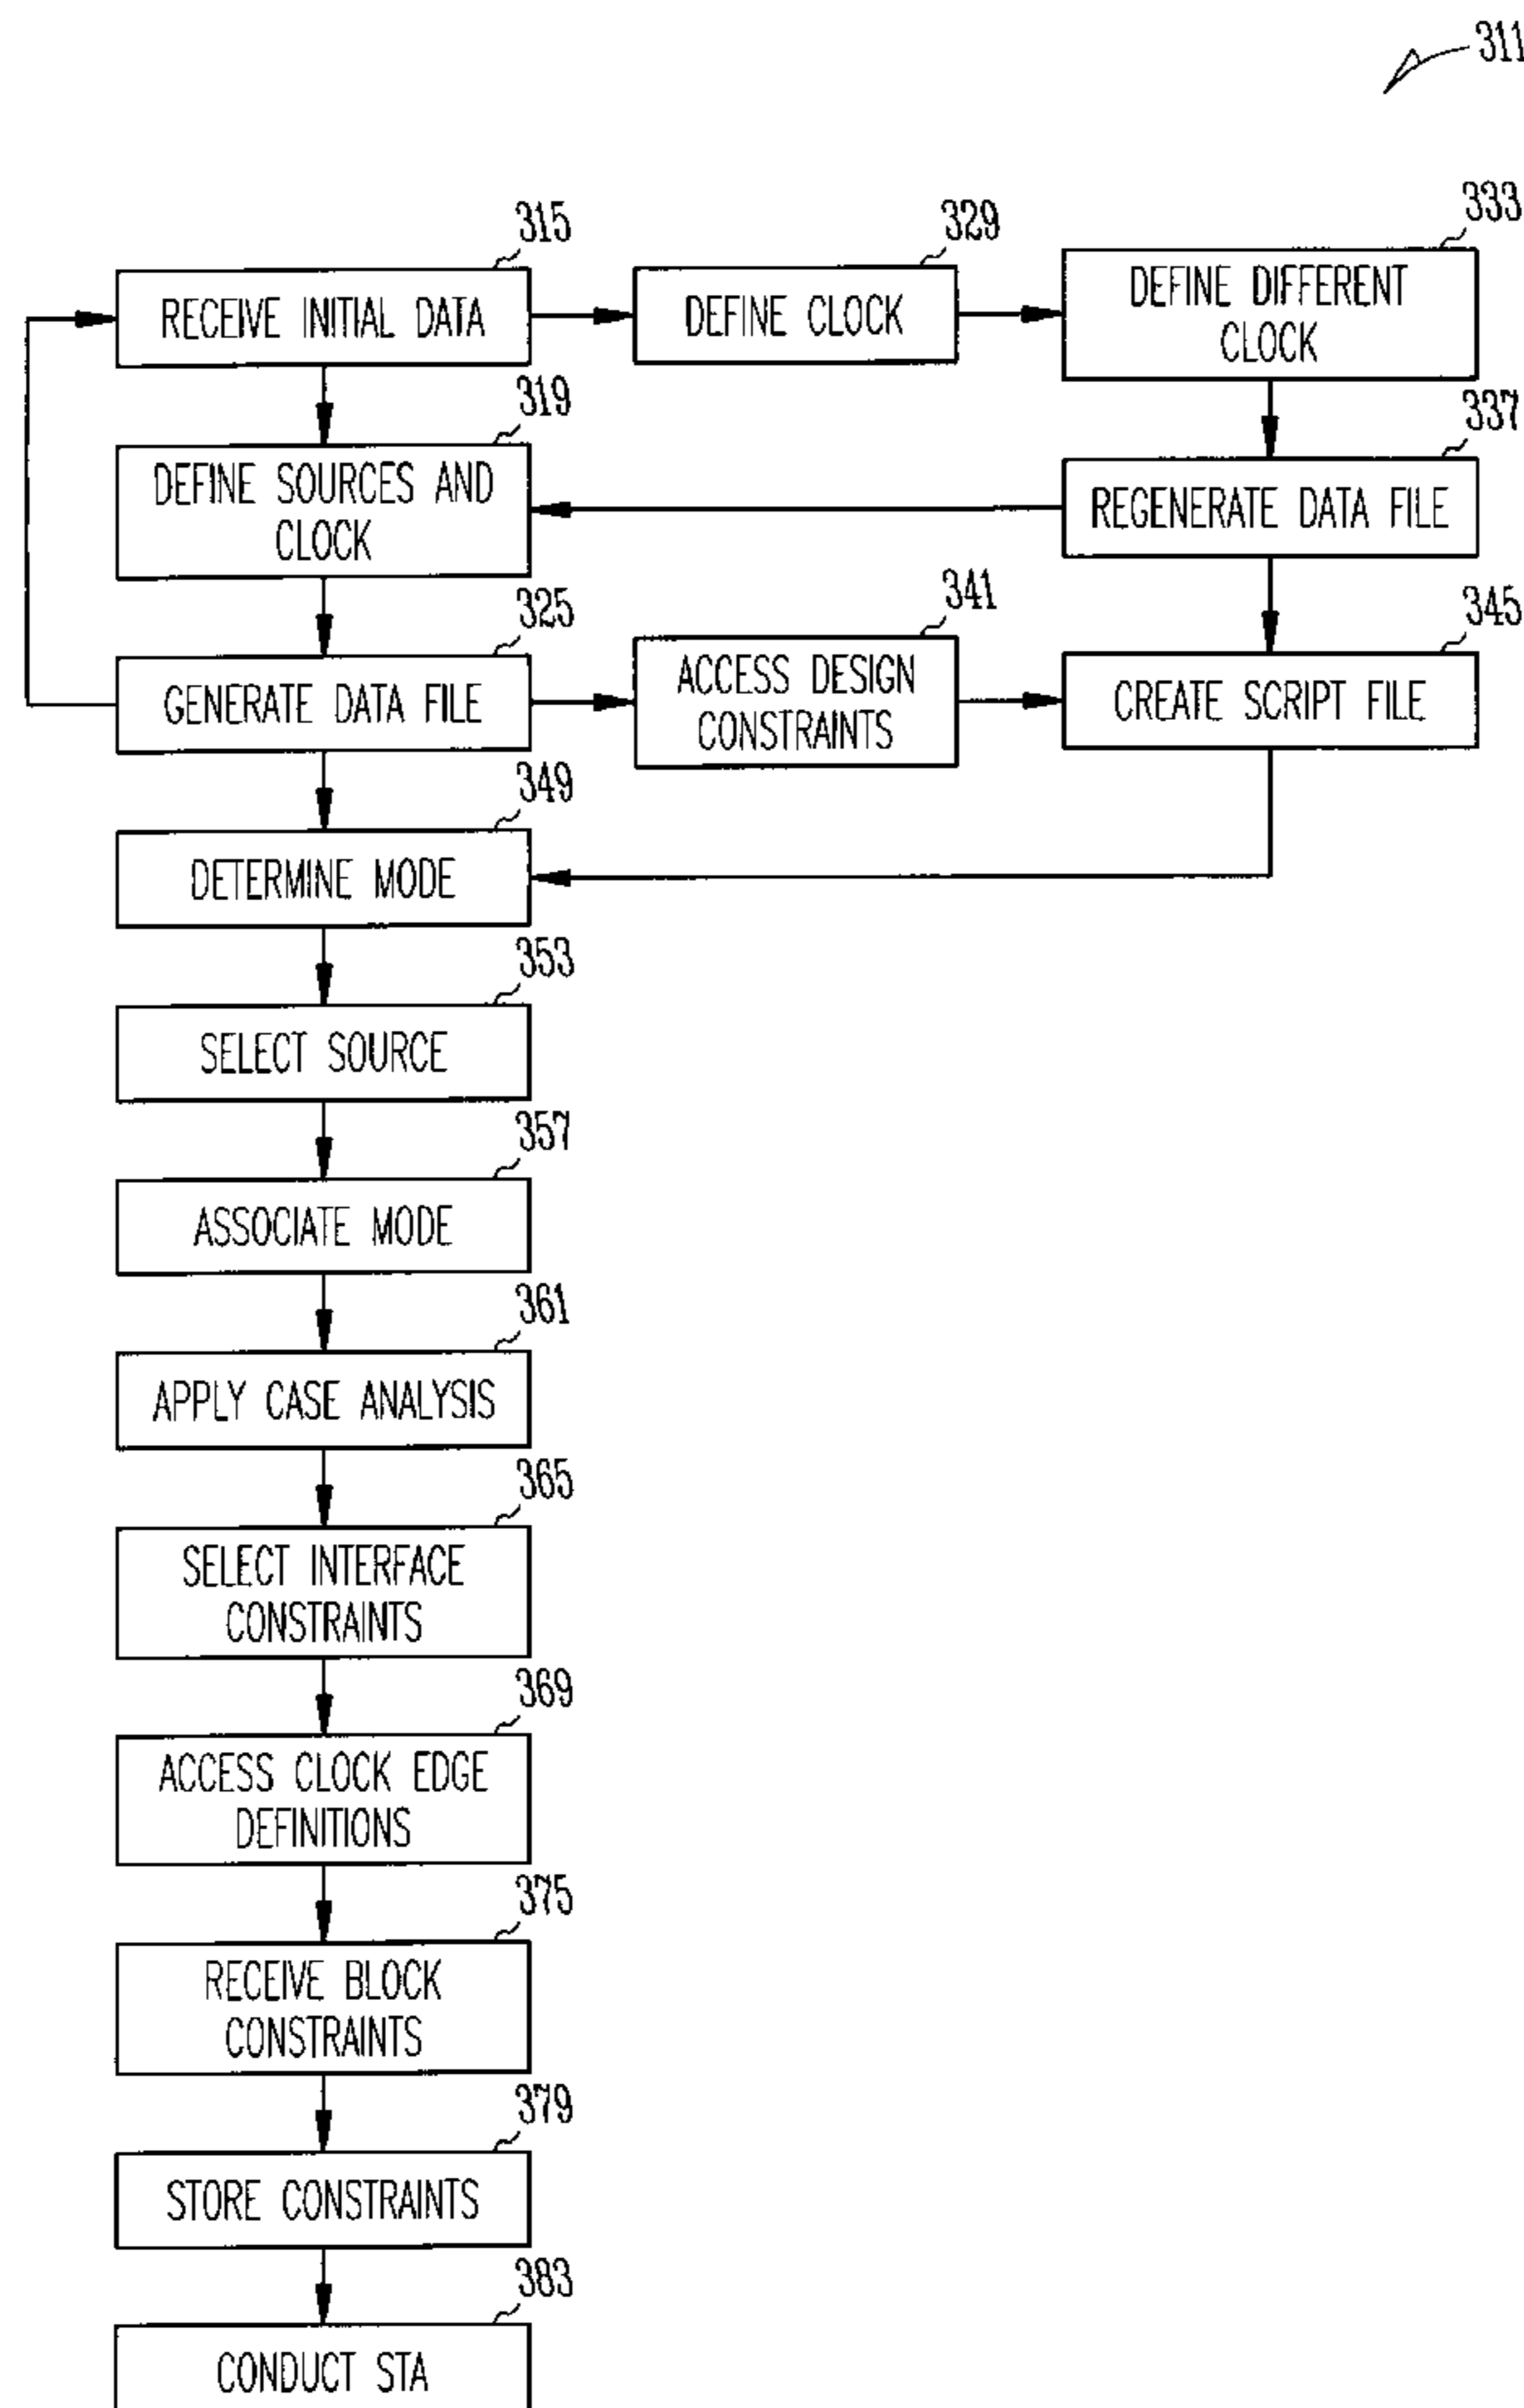 311
315
RECEIVE INITIAL DATA
329
DEFINE CLOCK
333
DEFINE DIFFERENT
CLOCK
319
DEFINE SOURCES AND
CLOCK
337
REGENERATE DATA FILE
325
GENERATE DATA FILE
341
ACCESS DESIGN
CONSTRAINTS
345
CREATE SCRIPT FILE
349
DETERMINE MODE
353
SELECT SOURCE
357
ASSOCIATE MODE
361
APPLY CASE ANALYSIS
365
SELECT INTERFACE
CONSTRAINTS
369
ACCESS CLOCK EDGE
DEFINITIONS
375
RECEIVE BLOCK
CONSTRAINTS
379
STORE CONSTRAINTS
383
CONDUCT STA